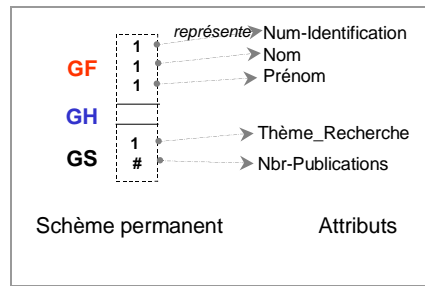 représente Num-Identification
1
Nom
GF 1
1 Prénom
GH
1 Thème_Recherche
GS # Nbr-Publications
Schème permanent Attributs